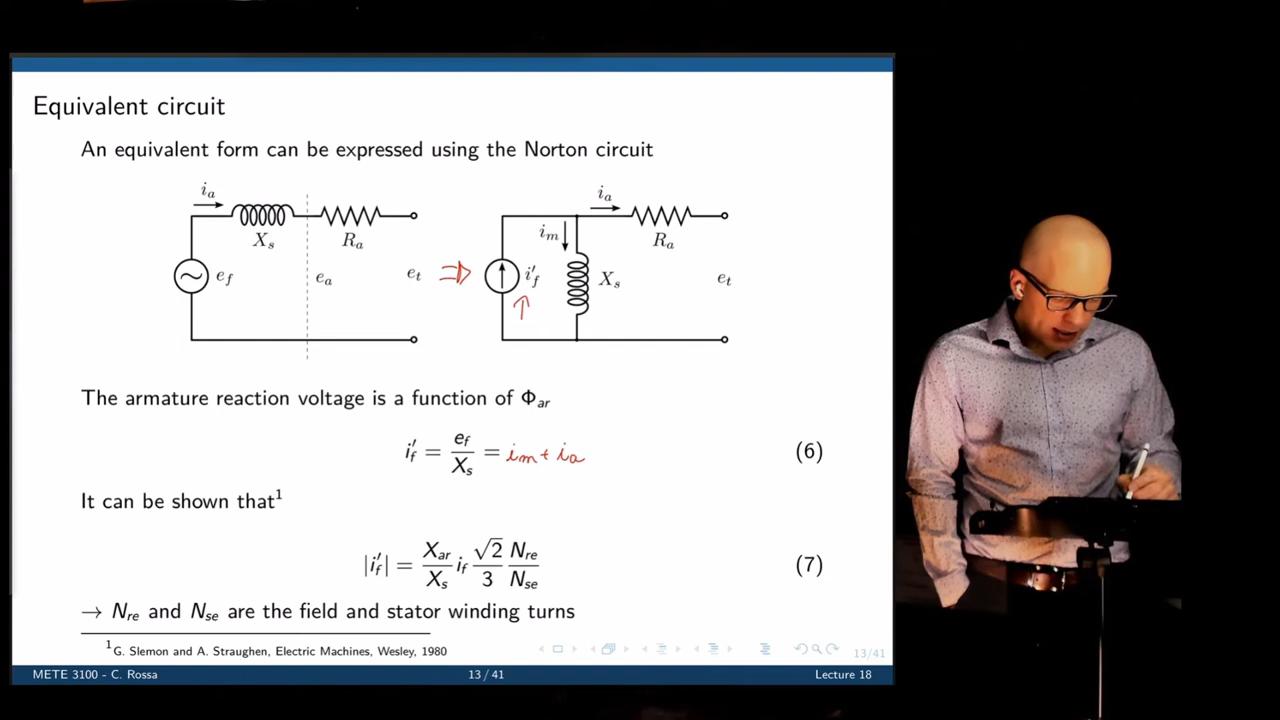 Equivalent circuit
An equivalent form can be expressed using the Norton circuit
i_a
X_s
R_a
e_f
e_a
e_t
⇒
i_a
i_m
R_a
i'_f
X_s
e_t
↑
The armature reaction voltage is a function of Φ_ar
i'_f = e_f / X_s = i_m + i_a (6)
It can be shown that¹
|i'_f| = X_ar / X_s i_f √2 / 3 N_re / N_se (7)
→ N_re and N_se are the field and stator winding turns
¹G. Slemon and A. Straughen, Electric Machines, Wesley, 1980
13/41
METE 3100 - C. Rossa 13 / 41 Lecture 18